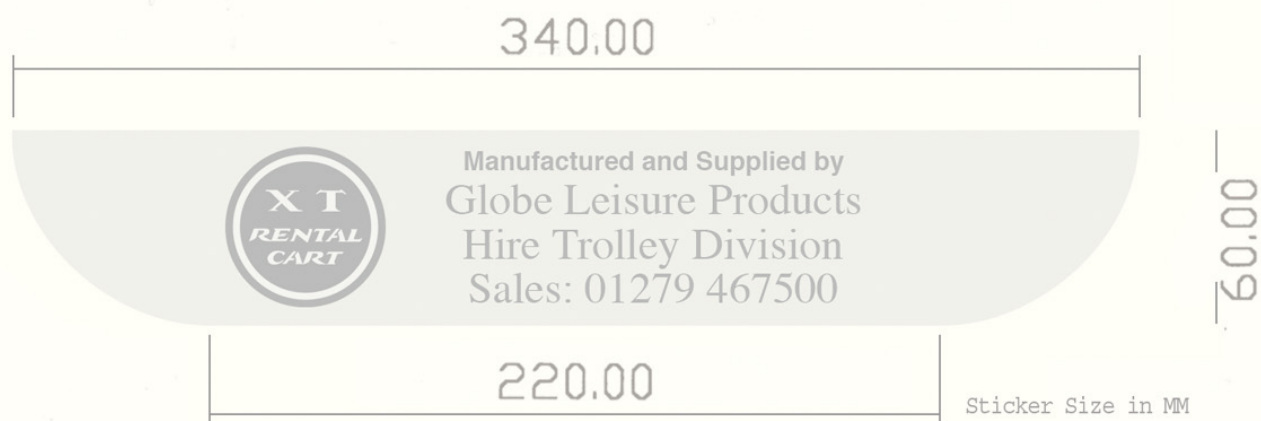 340.00
X T
RENTAL
CART
Manufactured and Supplied by
Globe Leisure Products
Hire Trolley Division
Sales: 01279 467500
60.00
220.00
Sticker Size in MM